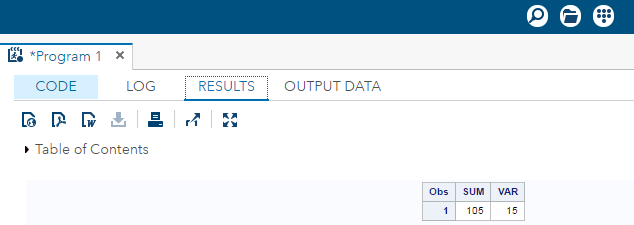 *Program 1 ×
CODE LOG RESULTS OUTPUT DATA
Table of Contents
Obs SUM VAR
1 105 15